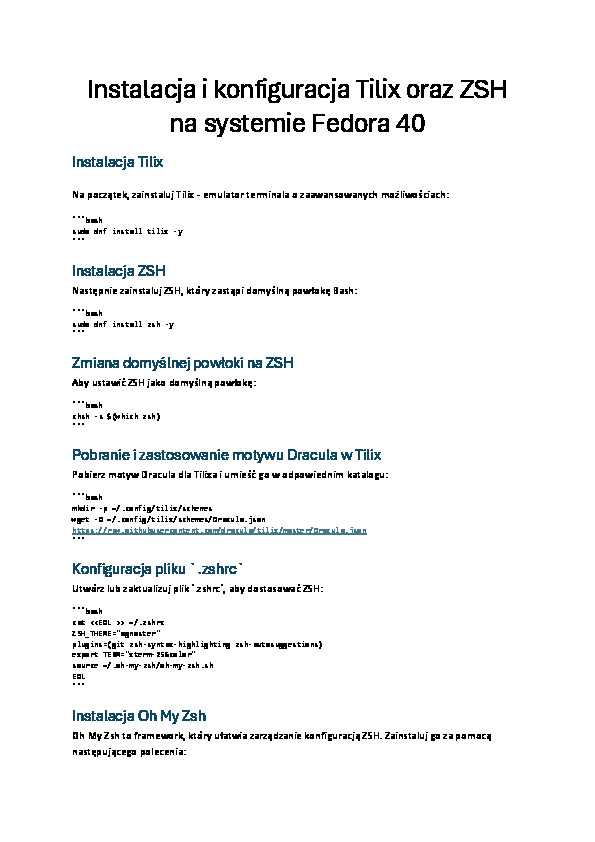 Instalacja i konfiguracja Tilix oraz ZSH
na systemie Fedora 40
Instalacja Tilix
Na początek, zainstaluj Tilix - emulator terminala o zaawansowanych możliwościach:
```bash
sudo dnf install tilix -y
```
Instalacja ZSH
Następnie zainstaluj ZSH, który zastąpi domyślną powłokę Bash:
```bash
sudo dnf install zsh -y
```
Zmiana domyślnej powłoki na ZSH
Aby ustawić ZSH jako domyślną powłokę:
```bash
chsh -s $(which zsh)
```
Pobranie i zastosowanie motywu Dracula w Tilix
Pobierz motyw Dracula dla Tilixa i umieść go w odpowiednim katalogu:
```bash
mkdir -p ~/.config/tilix/schemes
wget -O ~/.config/tilix/schemes/Dracula.json
https://raw.githubusercontent.com/dracula/tilix/master/Dracula.json
```
Konfiguracja pliku `.zshrc`
Utwórz lub zaktualizuj plik `.zshrc`, aby dostosować ZSH:
```bash
cat <<EOL >> ~/.zshrc
ZSH_THEME="agnoster"
plugins=(git zsh-syntax-highlighting zsh-autosuggestions)
export TERM="xterm-256color"
source ~/.oh-my-zsh/oh-my-zsh.sh
EOL
```
Instalacja Oh My Zsh
Oh My Zsh to framework, który ułatwia zarządzanie konfiguracją ZSH. Zainstaluj go za pomocą
następującego polecenia: